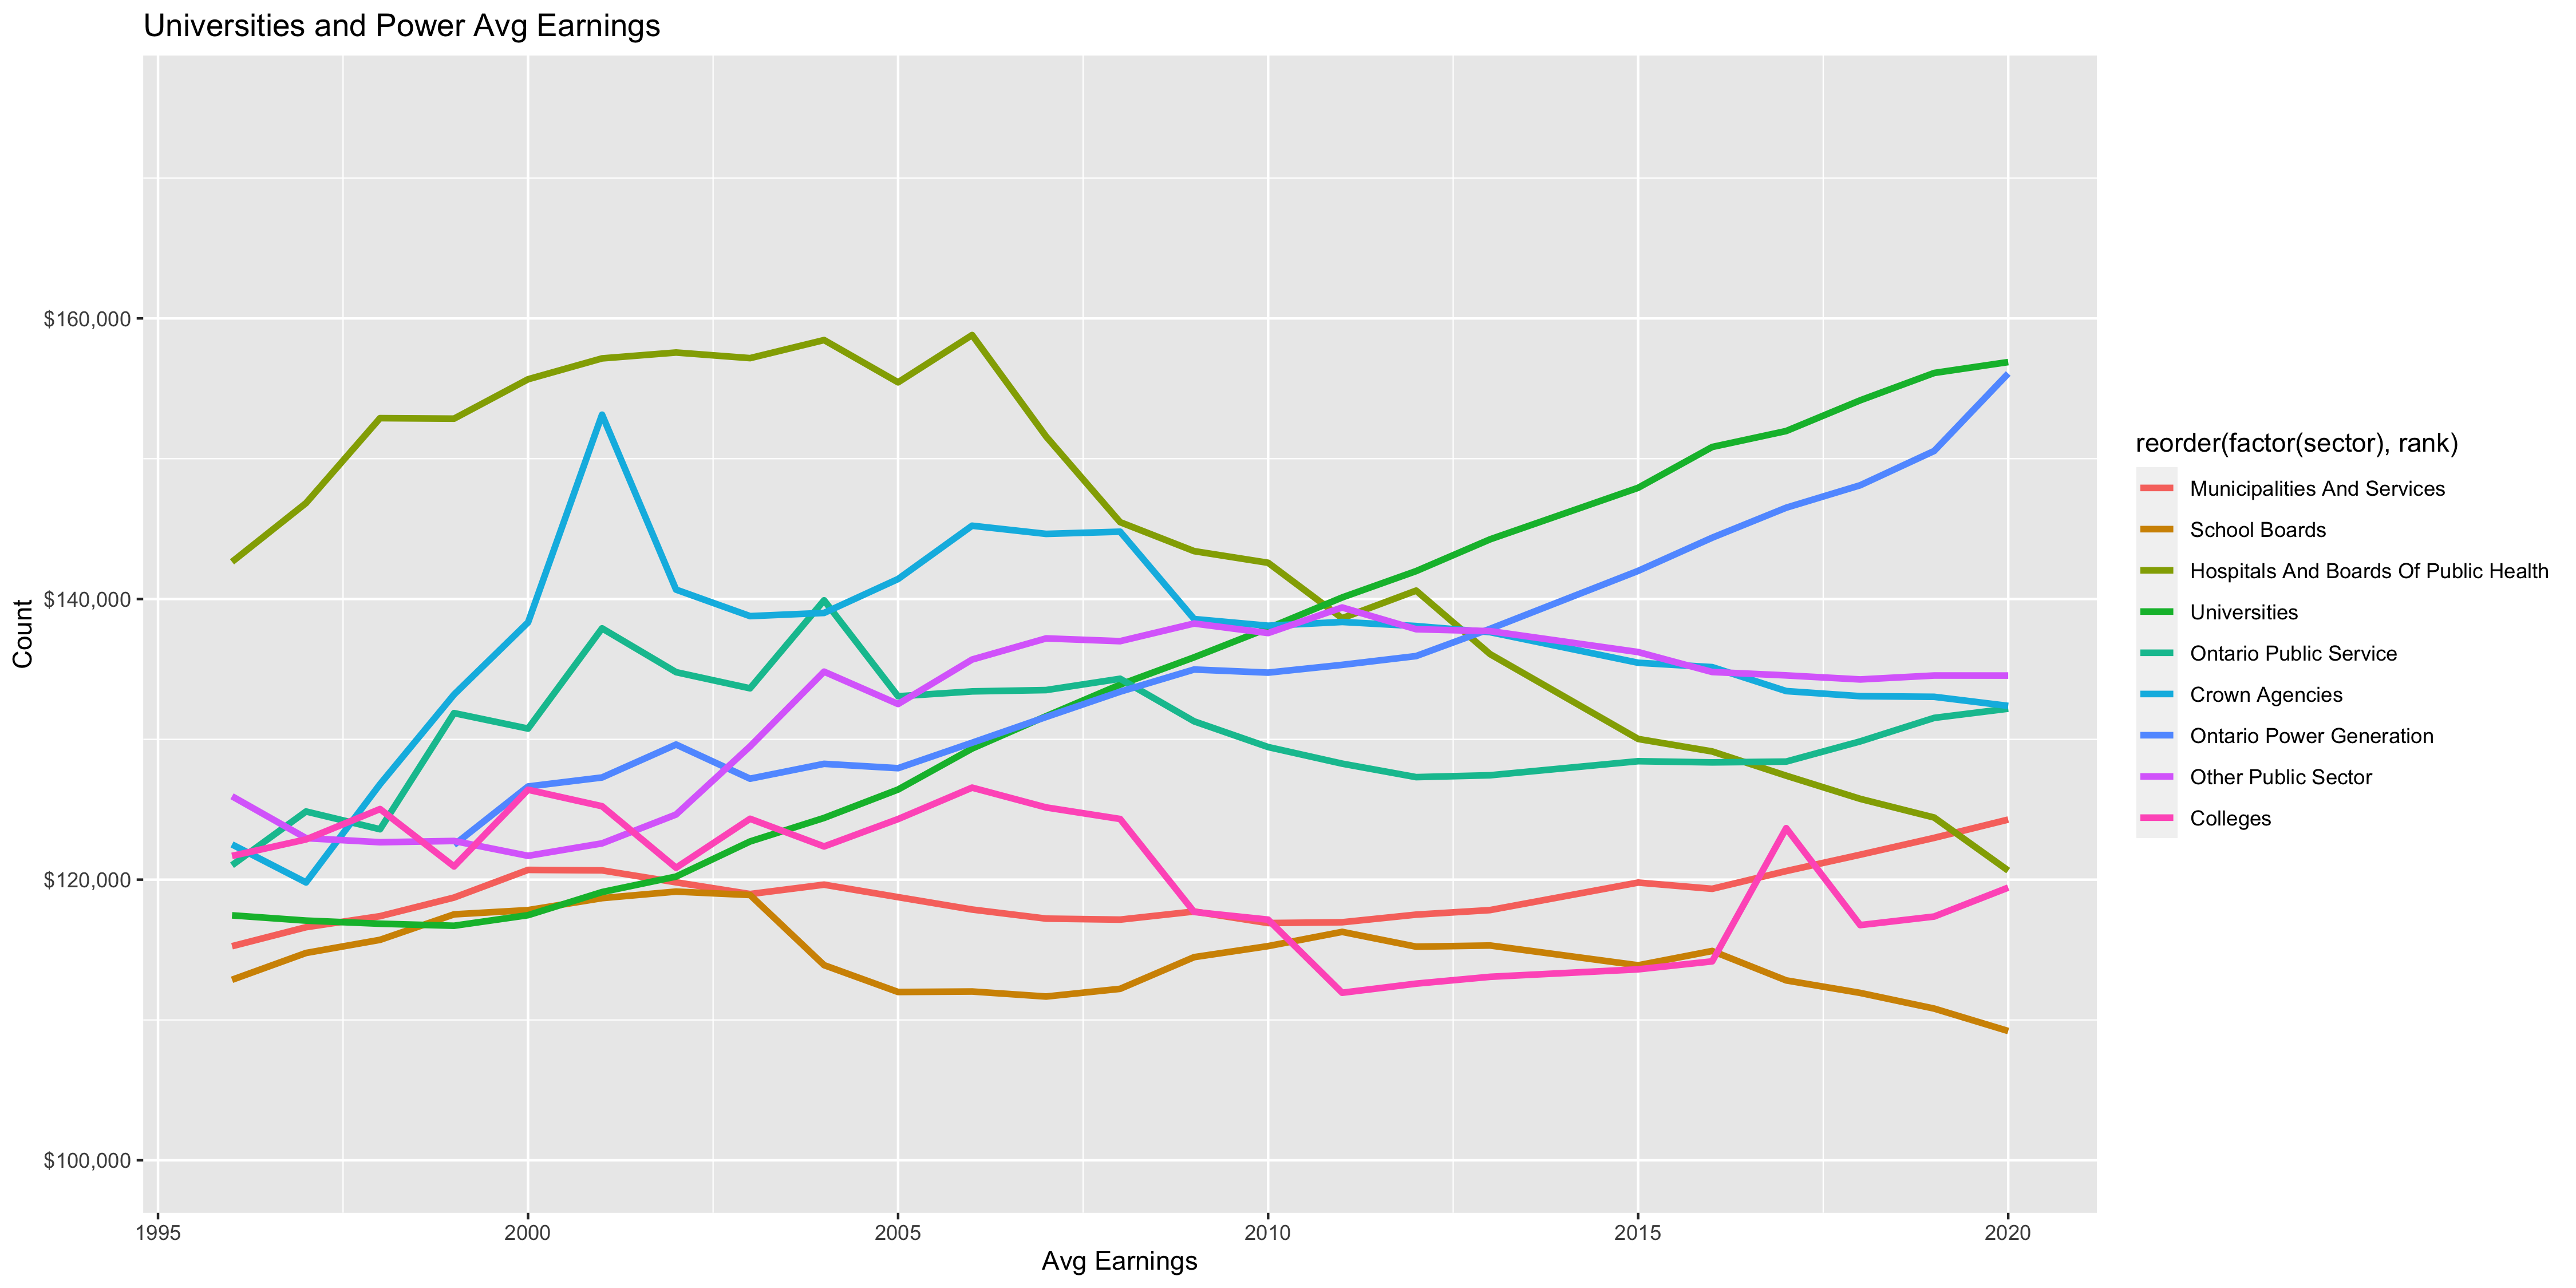 Universities and Power Avg Earnings
Count
$160,000
$140,000
$120,000
$100,000
1995 2000 2005 2010 2015 2020
Avg Earnings
reorder(factor(sector), rank)
Municipalities And Services
School Boards
Hospitals And Boards Of Public Health
Universities
Ontario Public Service
Crown Agencies
Ontario Power Generation
Other Public Sector
Colleges